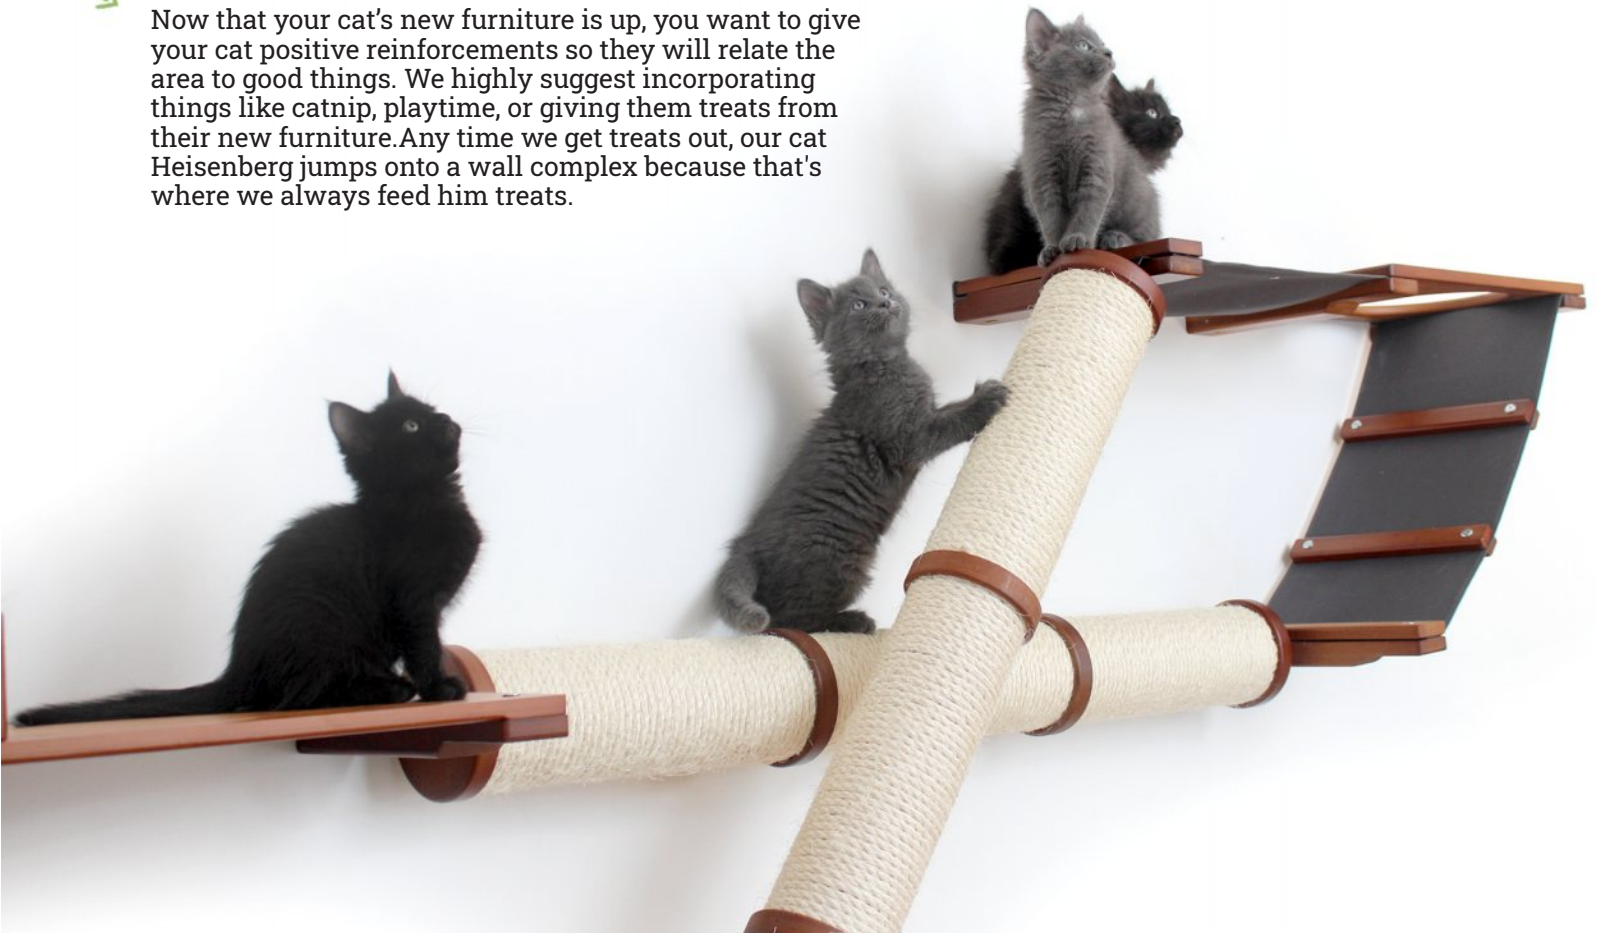 Now that your cat’s new furniture is up, you want to give
your cat positive reinforcements so they will relate the
area to good things. We highly suggest incorporating
things like catnip, playtime, or giving them treats from
their new furniture.Any time we get treats out, our cat
Heisenberg jumps onto a wall complex because that's
where we always feed him treats.